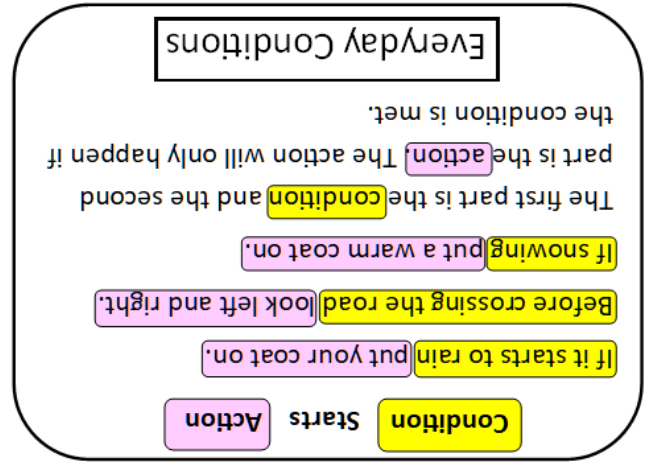 Condition Starts Action
If it starts to rain put your coat on.
Before crossing the road look left and right.
If snowing put a warm coat on.
The first part is the condition and the second
part is the action. The action will only happen if
the condition is met.
Everyday Conditions